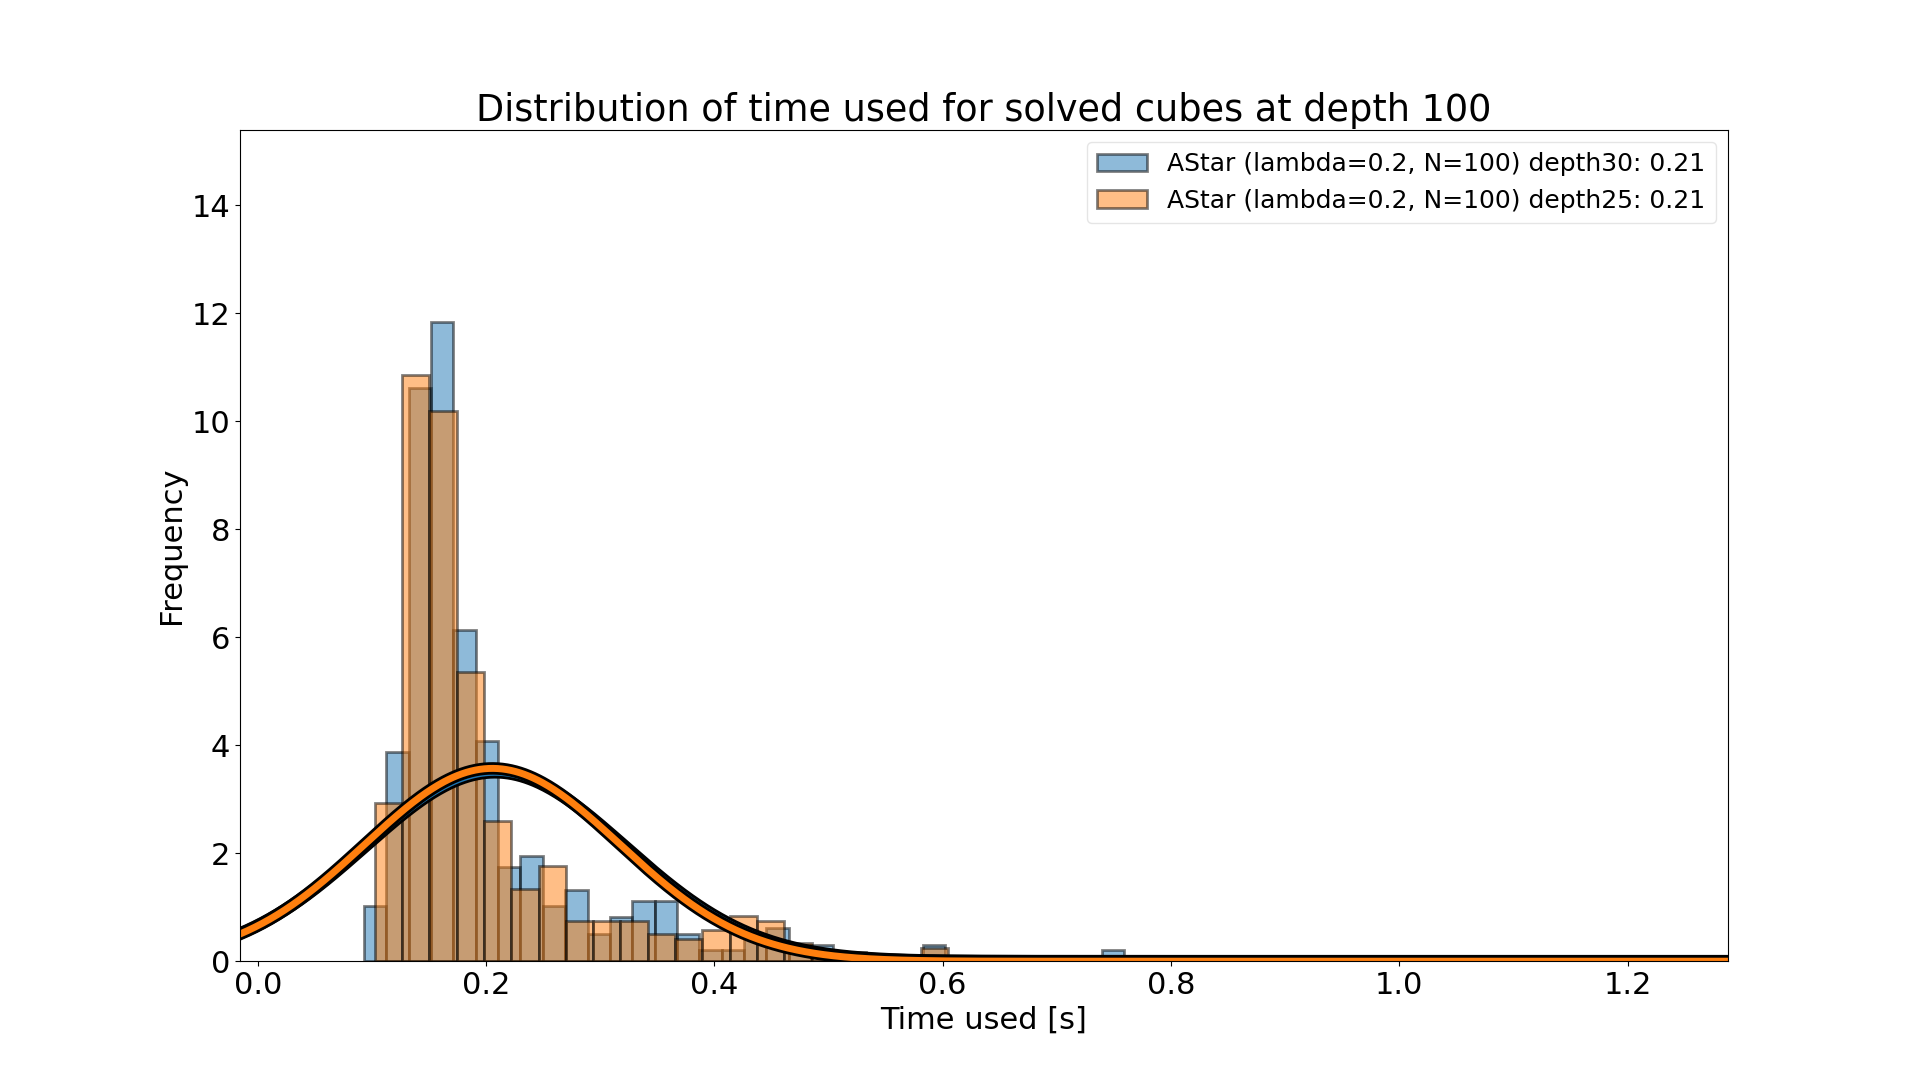 Distribution of time used for solved cubes at depth 100
AStar (lambda=0.2, N=100) depth30: 0.21
AStar (lambda=0.2, N=100) depth25: 0.21
14
12
10
8
6
4
2
0
Frequency
0.0 0.2 0.4 0.6 0.8 1.0 1.2
Time used [s]